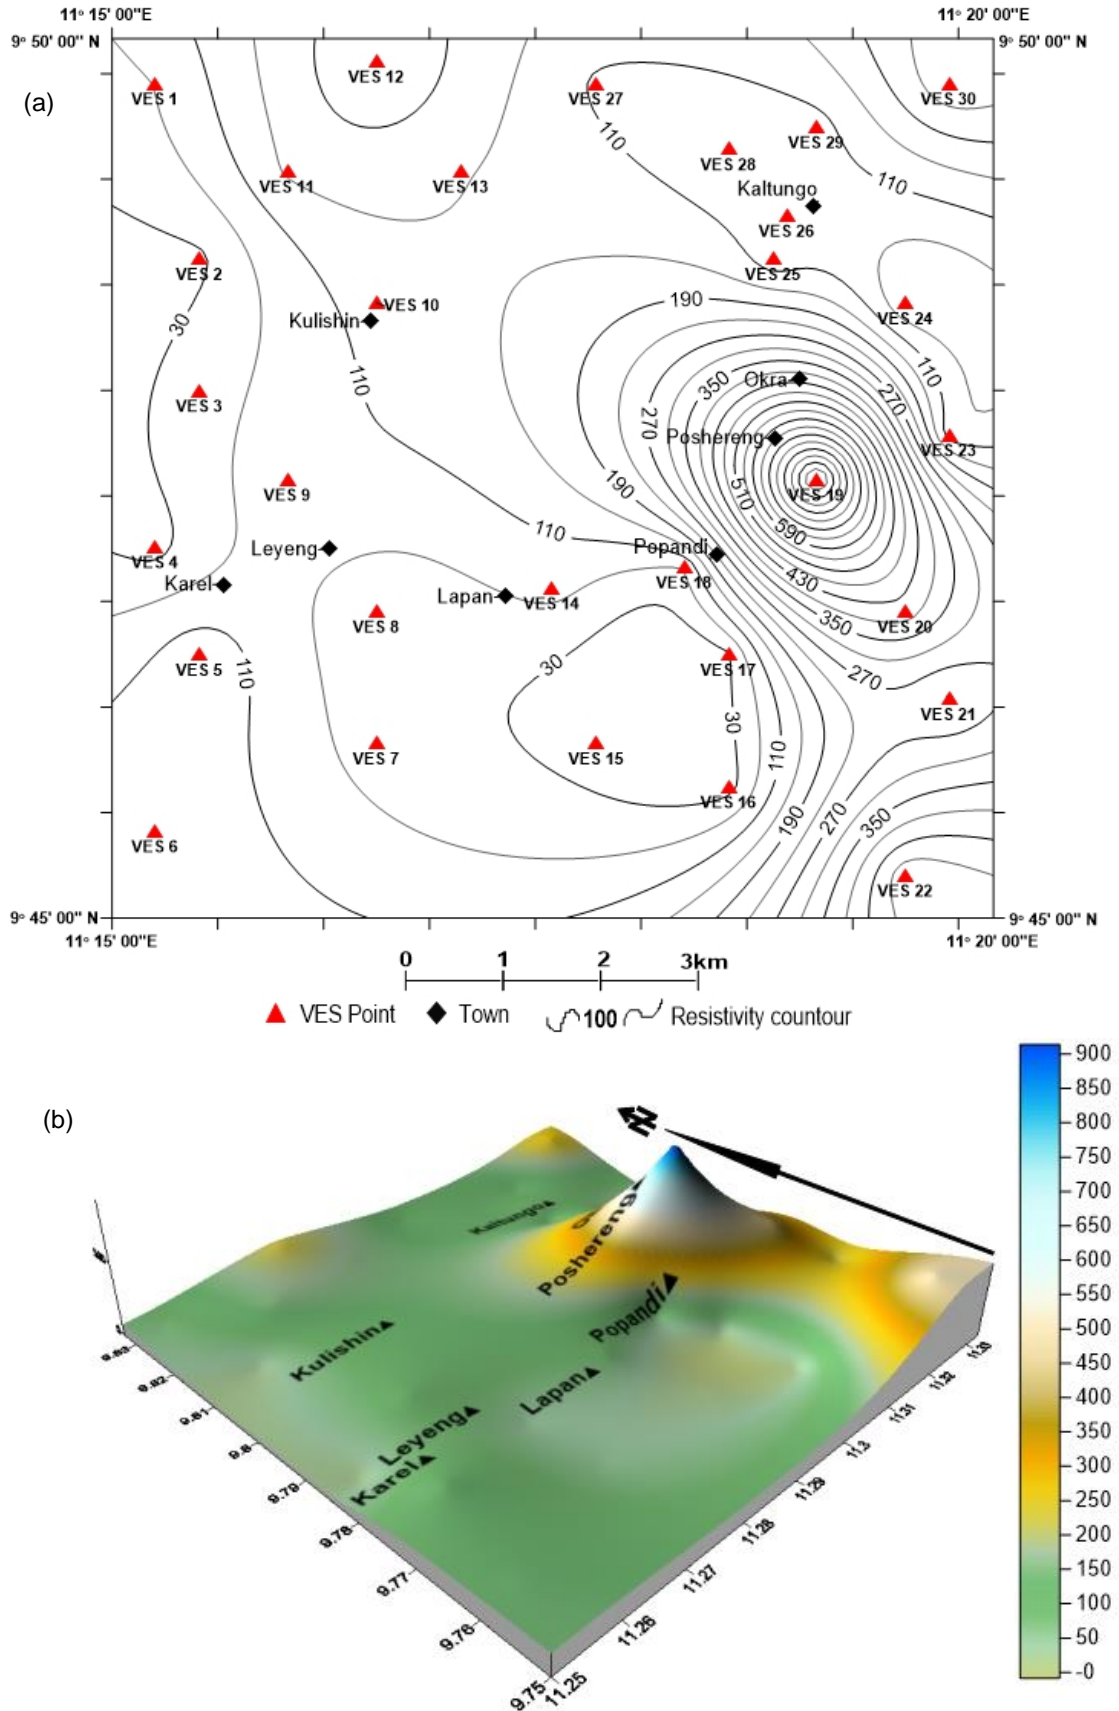 11° 15' 00"E
11° 20' 00"E
9° 50' 00" N
9° 50' 00" N
(a)
VES 1
VES 12
VES 27
VES 30
110
VES 28
VES 29
VES 11
VES 13
Kaltungo
110
VES 26
VES 2
VES 25
30
VES 10
Kulishin
190
VES 24
110
VES 3
350
Okra
270
110
270
Poshereng
VES 23
VES 9
190
510
VES 19
590
110
Popandi
VES 4
Leyeng
VES 18
430
Karel
Lapan
VES 14
VES 8
350
VES 20
VES 5
110
30
VES 17
270
VES 21
30
VES 7
VES 15
110
VES 16
190
270
350
VES 6
VES 22
9° 45' 00" N
9° 45' 00" N
11° 15' 00"E
11° 20' 00"E
0 1 2 3km
VES Point
Town
100
Resistivity countour
(b)
N
900
850
800
750
700
650
600
550
500
450
400
350
300
250
200
150
100
50
-0
Kaltungo
Poshereng
Popandi
Kulishin
Lapan
Leyeng
Karel
9.83
9.82
9.81
9.8
9.79
9.78
9.77
9.76
9.75
11.25
11.26
11.27
11.28
11.29
11.3
11.31
11.32
11.33